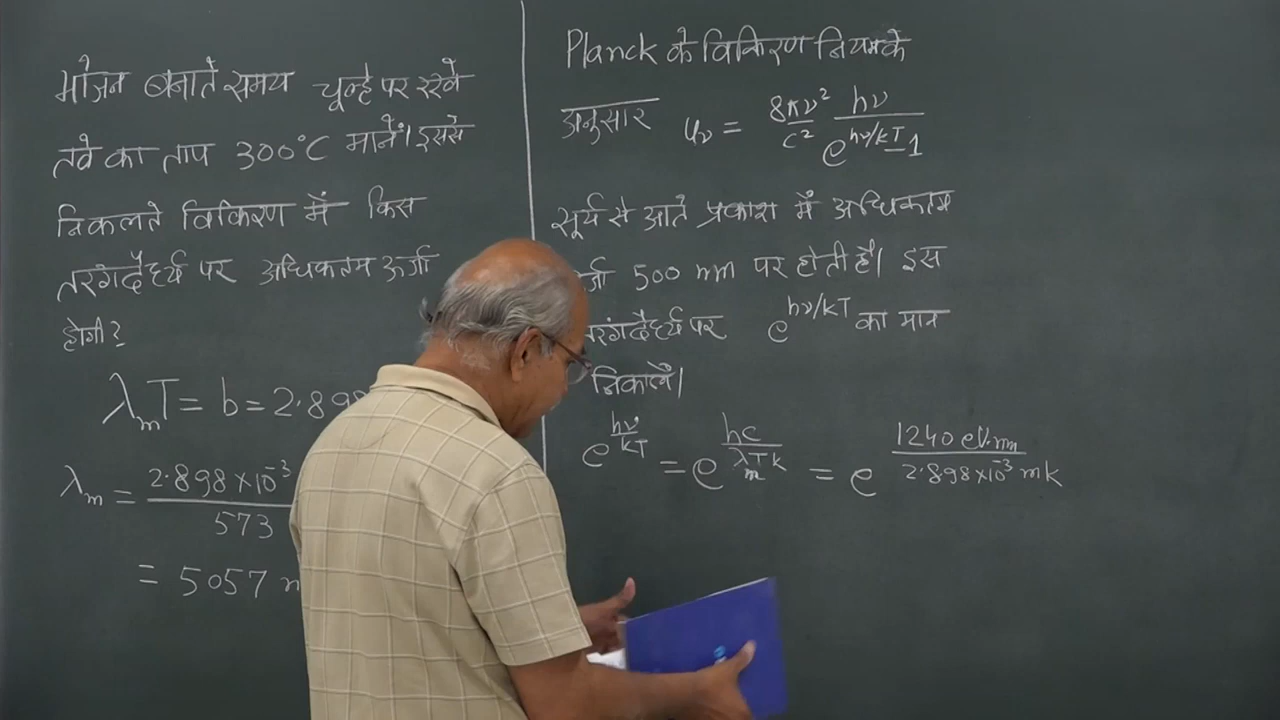 भोजन बनाते समय चूल्हे पर रखे
तवे का ताप 300°C मानें। इससे
निकलते विकिरण में किस
तरंगदैर्ध्य पर अधिकतम ऊर्जा
होगी?
λₘT = b = 2.898
λₘ = 2.898×10⁻³ / 573
= 5057 n
Planck के विकिरण नियम के
अनुसार uᵥ = 8πν²/c² hν/e^(hν/kT)-1
सूर्य से आते प्रकाश में अधिकतम
र्जा 500 nm पर होती है। इस
तरंगदैर्ध्य पर e^(hν/kT) का मान
निकालें।
e^(hν/kT) = e^(hc/λₘTk) = e^(1240 eV.nm / 2.898×10⁻³ mk)